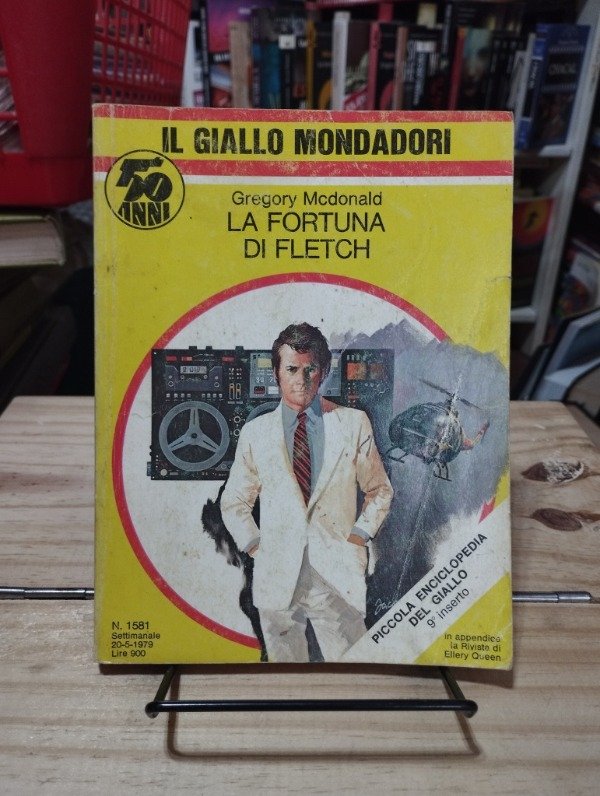 IL GIALLO MONDADORI
50
ANNI
Gregory Mcdonald
LA FORTUNA
DI FLETCH
PICCOLA ENCICLOPEDIA
DEL GIALLO
9° inserto
N. 1581
Settimanale
20-5-1979
Lire 900
in appendice
la Rivista di
Ellery Queen